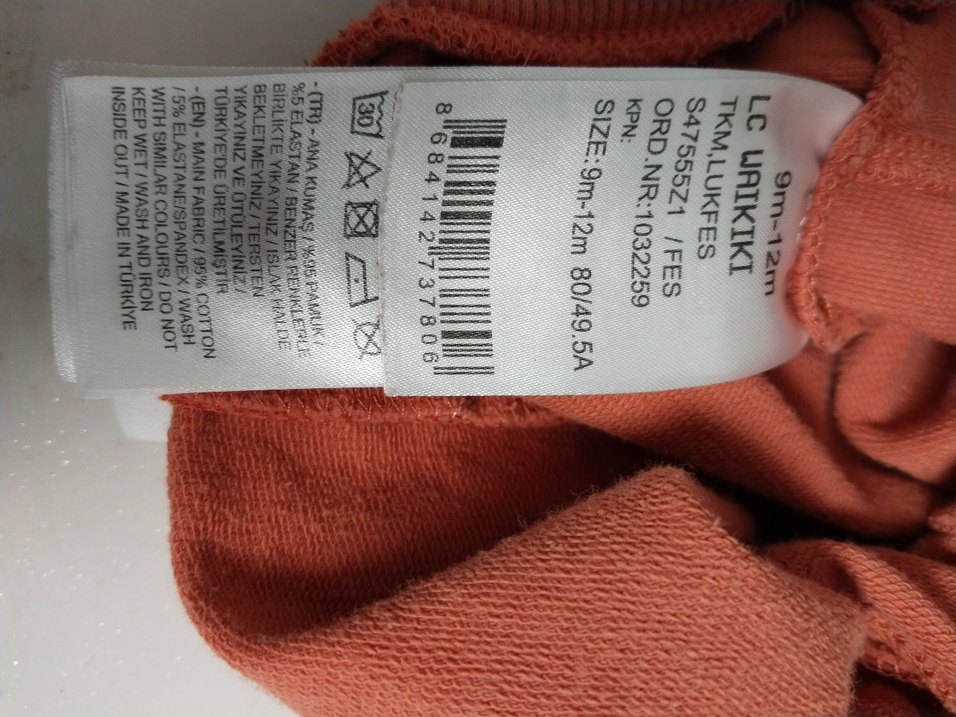 9m-12m
LC WAIKIKI
TKM,LUKFES
S47555Z1 /FES
ORD.NR:1032259
KPN:
SIZE:9m-12m 80/49.5A
8 684142 737806
30
-(TR) - ANA KUMAŞ / %95 PAMUK /
%5 ELASTAN / BENZER RENKLERLE
BİRLİKTE YIKAYINIZ / ISLAK HALDE
BEKLETMEYİNİZ / TERSTEN
YIKAYINIZ VE ÜTÜLEYİNİZ /
TÜRKİYE'DE ÜRETİLMİŞTİR
-(EN) - MAIN FABRIC / 95% COTTON
/ 5% ELASTANE/SPANDEX / WASH
WITH SIMILAR COLOURS / DO NOT
KEEP WET / WASH AND IRON
INSIDE OUT / MADE IN TÜRKİYE